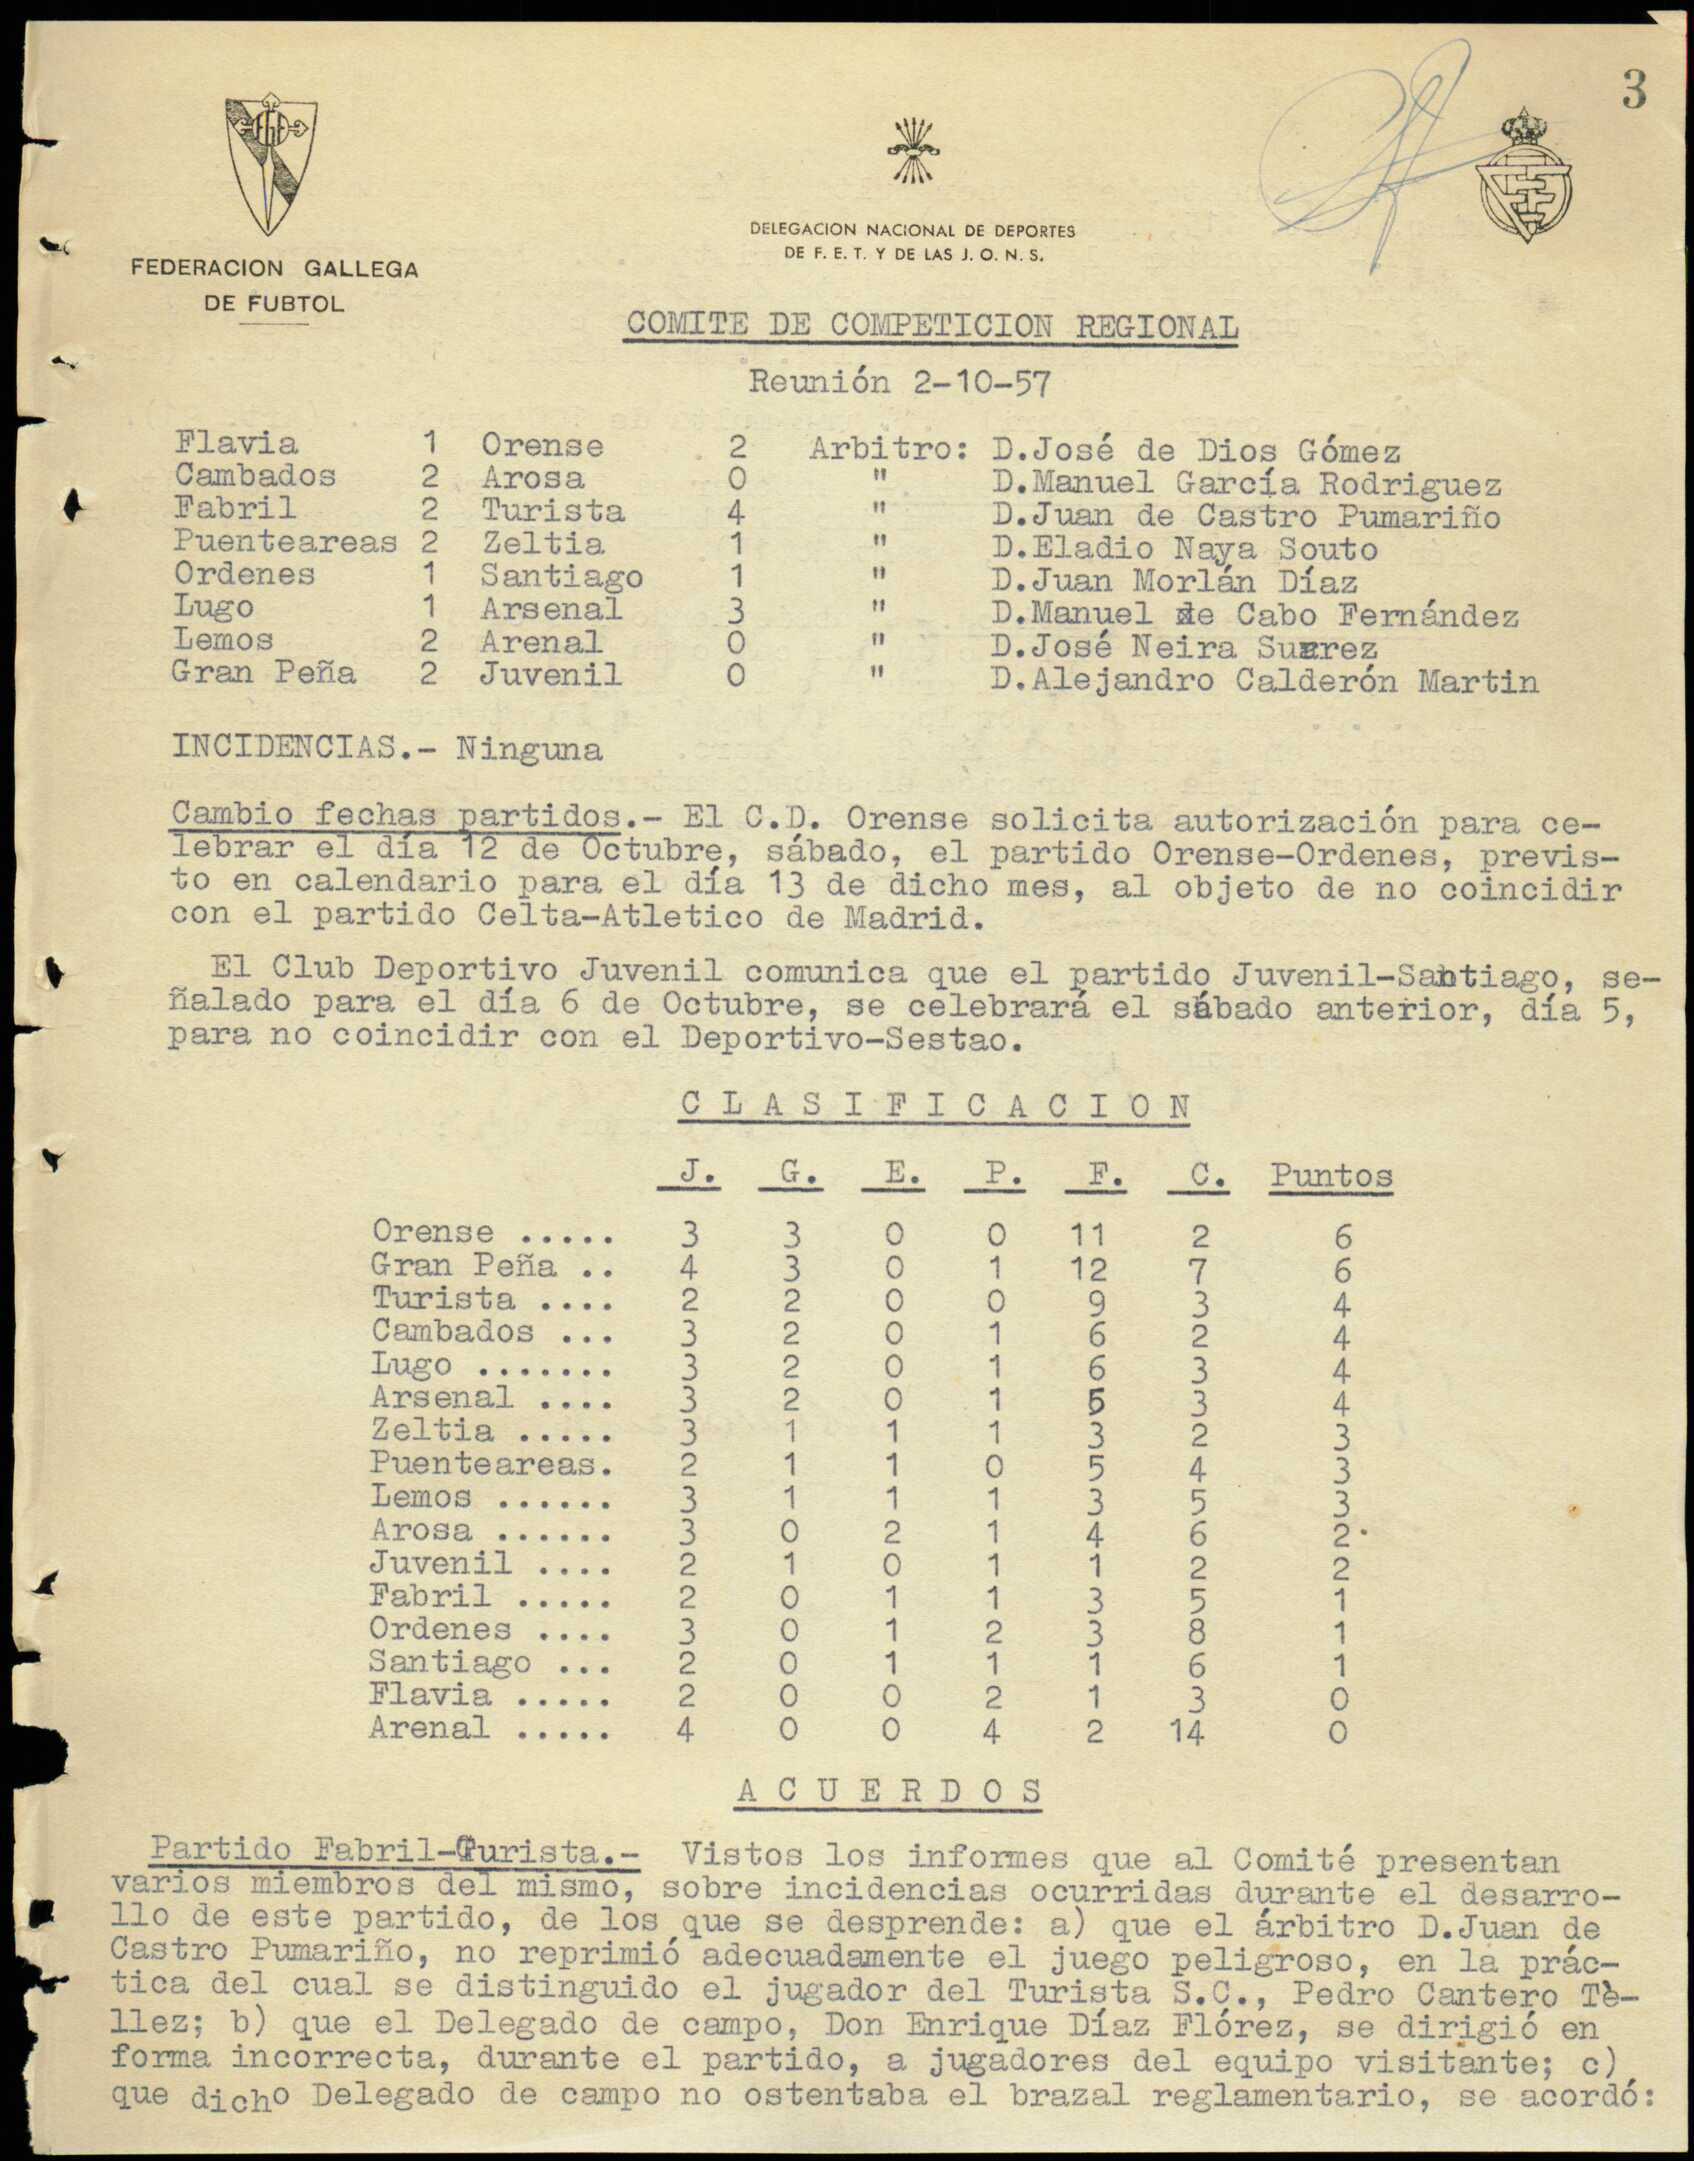 3
FEDERACION GALLEGA
DE FUBTOL
DELEGACION NACIONAL DE DEPORTES
DE F. E. T. Y DE LAS J. O. N. S.
COMITE DE COMPETICION REGIONAL
Reunión 2-10-57
Flavia 1 Orense 2 Arbitro: D.José de Dios Gómez
Cambados 2 Arosa 0 " D.Manuel García Rodriguez
Fabril 2 Turista 4 " D.Juan de Castro Pumariño
Puenteareas 2 Zeltia 1 " D.Eladio Naya Souto
Ordenes 1 Santiago 1 " D.Juan Morlán Díaz
Lugo 1 Arsenal 3 " D.Manuel de Cabo Fernández
Lemos 2 Arenal 0 " D.José Neira Suarez
Gran Peña 2 Juvenil 0 " D.Alejandro Calderón Martin
INCIDENCIAS.- Ninguna
Cambio fechas partidos.- El C.D. Orense solicita autorización para ce-
lebrar el día 12 de Octubre, sábado, el partido Orense-Ordenes, previs-
to en calendario para el día 13 de dicho mes, al objeto de no coincidir
con el partido Celta-Atletico de Madrid.
El Club Deportivo Juvenil comunica que el partido Juvenil-Santiago, se-
ñalado para el día 6 de Octubre, se celebrará el sábado anterior, día 5,
para no coincidir con el Deportivo-Sestao.
C L A S I F I C A C I O N
J. G. E. P. F. C. Puntos
Orense ..... 3 3 0 0 11 2 6
Gran Peña .. 4 3 0 1 12 7 6
Turista .... 2 2 0 0 9 3 4
Cambados ... 3 2 0 1 6 2 4
Lugo ....... 3 2 0 1 6 3 4
Arsenal .... 3 2 0 1 5 3 4
Zeltia ..... 3 1 1 1 3 2 3
Puenteareas. 2 1 1 0 5 4 3
Lemos ...... 3 1 1 1 3 5 3
Arosa ...... 3 0 2 1 4 6 2
Juvenil .... 2 1 0 1 1 2 2
Fabril ..... 2 0 1 1 3 5 1
Ordenes .... 3 0 1 2 3 8 1
Santiago ... 2 0 1 1 1 6 1
Flavia ..... 2 0 0 2 1 3 0
Arenal ..... 4 0 0 4 2 14 0
A C U E R D O S
Partido Fabril-Turista.- Vistos los informes que al Comité presentan
varios miembros del mismo, sobre incidencias ocurridas durante el desarro-
llo de este partido, de los que se desprende: a) que el árbitro D.Juan de
Castro Pumariño, no reprimió adecuadamente el juego peligroso, en la prác-
tica del cual se distinguido el jugador del Turista S.C., Pedro Cantero Tè-
llez; b) que el Delegado de campo, Don Enrique Díaz Flórez, se dirigió en
forma incorrecta, durante el partido, a jugadores del equipo visitante; c)
que dicho Delegado de campo no ostentaba el brazal reglamentario, se acordó: